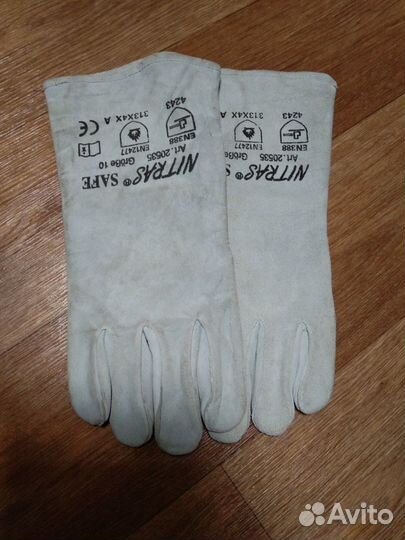 NITRAS® SAFE
Art. 20535
Größe 10
EN388
EN12477
4243
313X4X A
CE
NITRAS®
Art. 20535
Größe
EN388
EN12477
4243
313X4X A
Avito